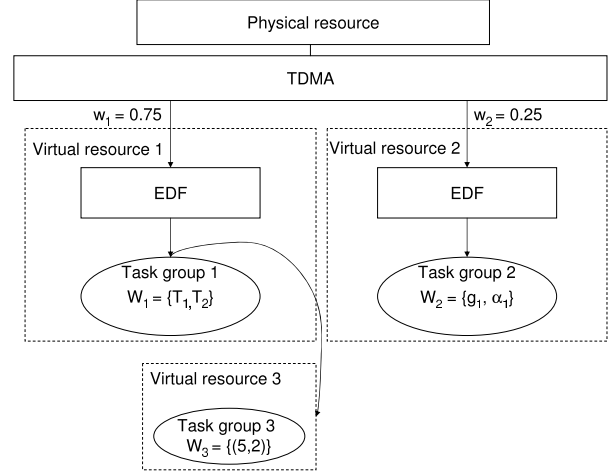 Physical resource
TDMA
w1 = 0.75
w2 = 0.25
Virtual resource 1
Virtual resource 2
EDF
EDF
Task group 1
W1 = {T1,T2}
Task group 2
W2 = {g1, α1}
Virtual resource 3
Task group 3
W3 = {(5,2)}